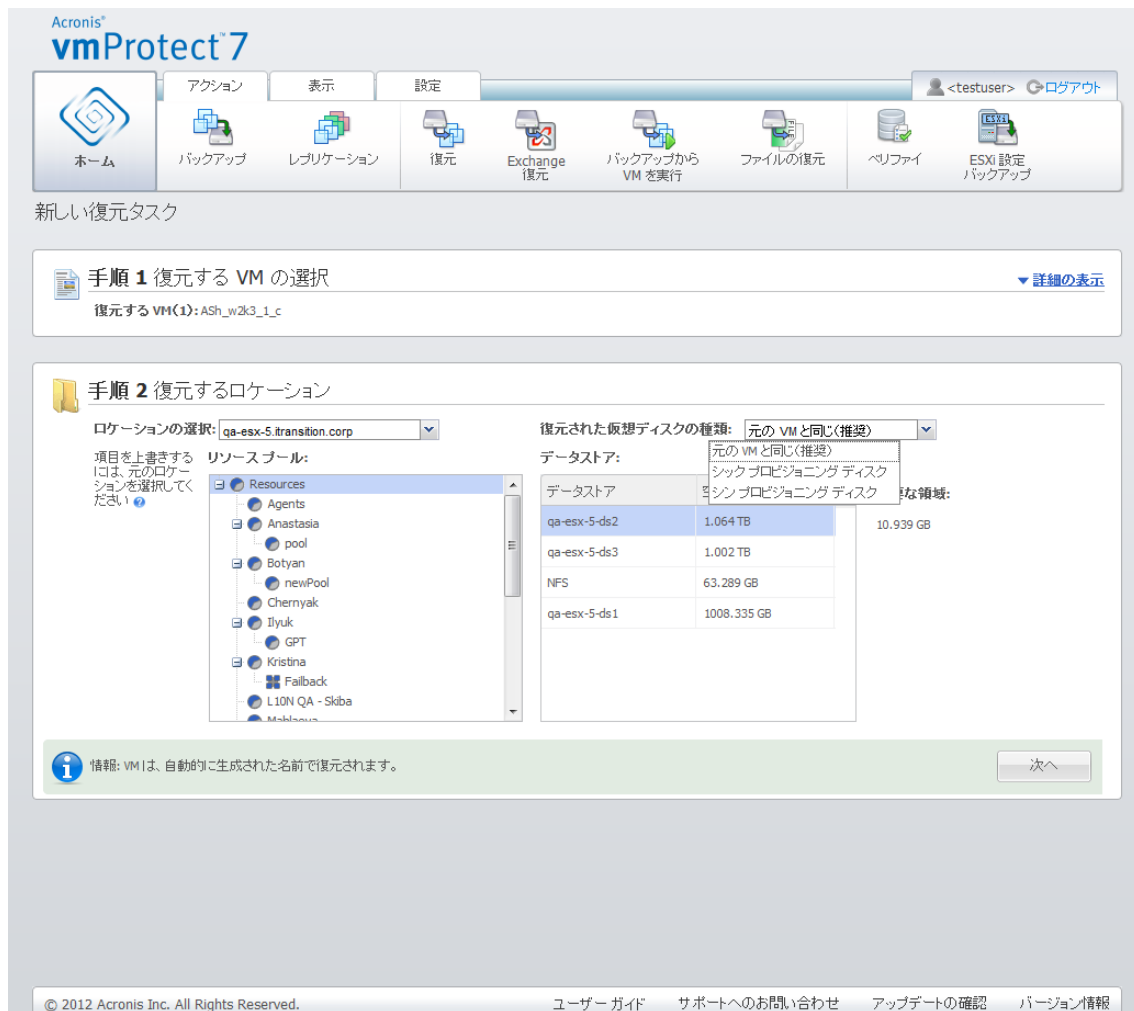 Acronis®
vmProtect™7
アクション 表示 設定
<testuser> ログアウト
ホーム
バックアップ
レプリケーション
復元
Exchange
復元
バックアップから
VM を実行
ファイルの復元
ベリファイ
ESXi 設定
バックアップ
新しい復元タスク
手順 1 復元する VM の選択
詳細の表示
復元する VM(1): ASh_w2k3_1_c
手順 2 復元するロケーション
ロケーションの選択: qa-esx-5.itransition.corp
復元された仮想ディスクの種類: 元の VM と同じ(推奨)
元の VM と同じ(推奨)
シック プロビジョニング ディスク
シン プロビジョニング ディスク
項目を上書きする
には、元のロケー
ションを選択してく
ださい
リソース プール:
Resources
Agents
Anastasia
pool
Botyan
newPool
Chernyak
Ilyuk
GPT
Kristina
Failback
L10N QA - Skiba
データストア:
データストア
な領域:
qa-esx-5-ds2 1.064 TB
10.939 GB
qa-esx-5-ds3 1.002 TB
NFS 63.289 GB
qa-esx-5-ds1 1008.335 GB
情報: VM は、自動的に生成された名前で復元されます。
次へ
© 2012 Acronis Inc. All Rights Reserved.
ユーザー ガイド サポートへのお問い合わせ アップデートの確認 バージョン情報